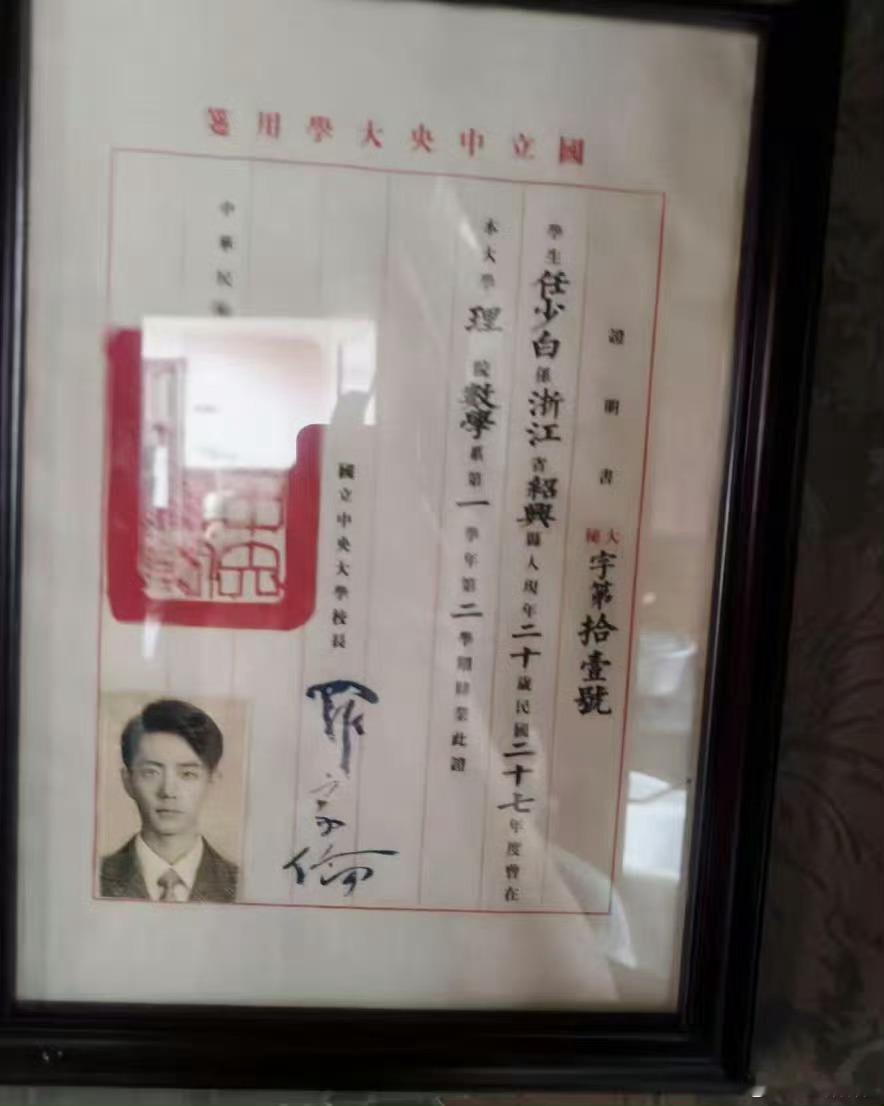 國立中央大學用箋
證明書 大秘字第拾壹號
學生任少白係浙江省紹興縣人現年二十歲民國二十七年度曾在
本大學理院數學系第一學年第二學期肄業此證
國立中央大學校長 羅家倫
中華民
中央